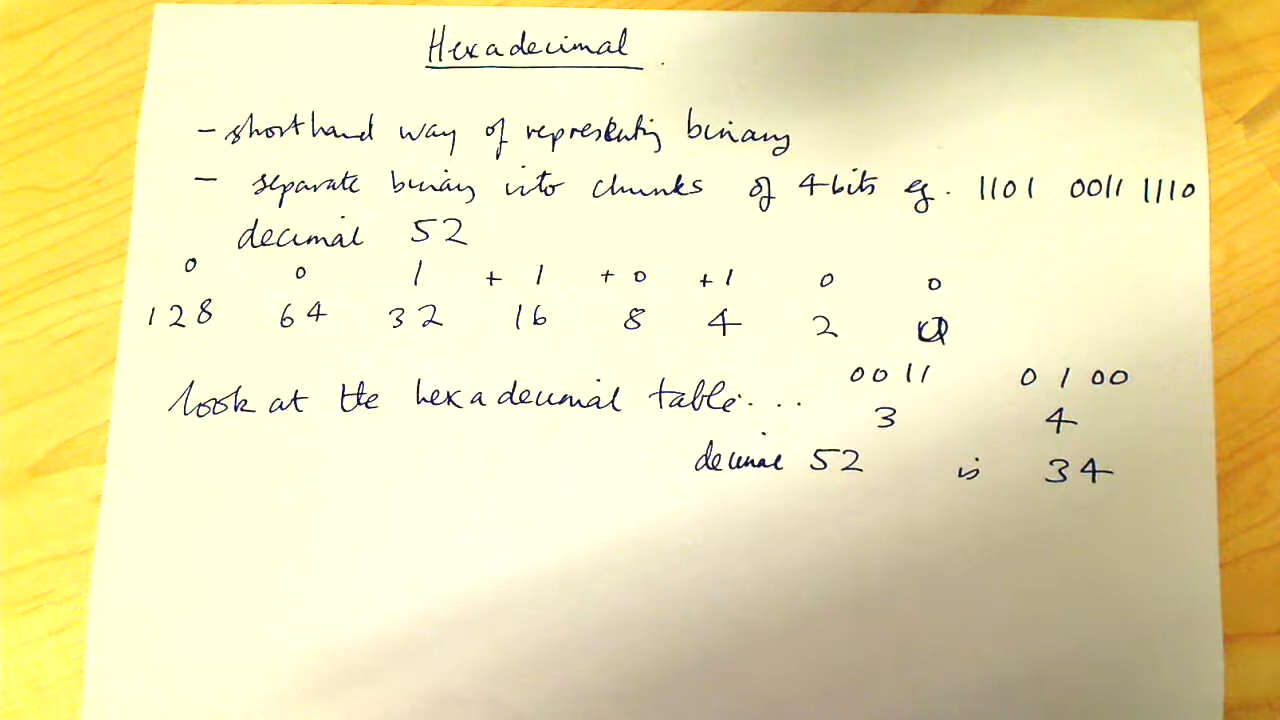 Hexadecimal
- shorthand way of representing binary
- separate binary into chunks of 4 bits eg. 1101 0011 1110
decimal 52
0 0 1 + 1 + 0 + 1 0 0
128 64 32 16 8 4 2
look at the hexadecimal table... 0011 0100
3 4
decimal 52 is 34